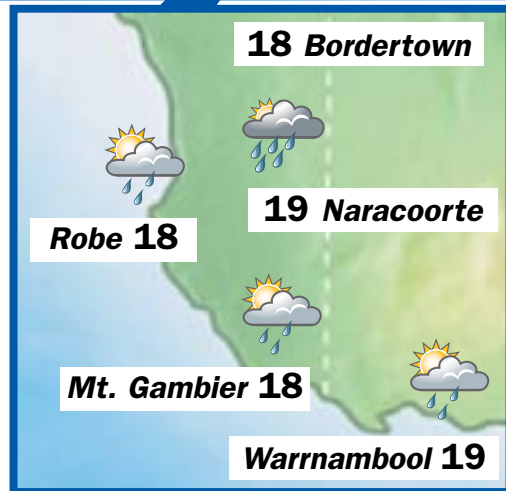 18 Bordertown
19 Naracoorte
Robe 18
Mt. Gambier 18
Warrnambool 19